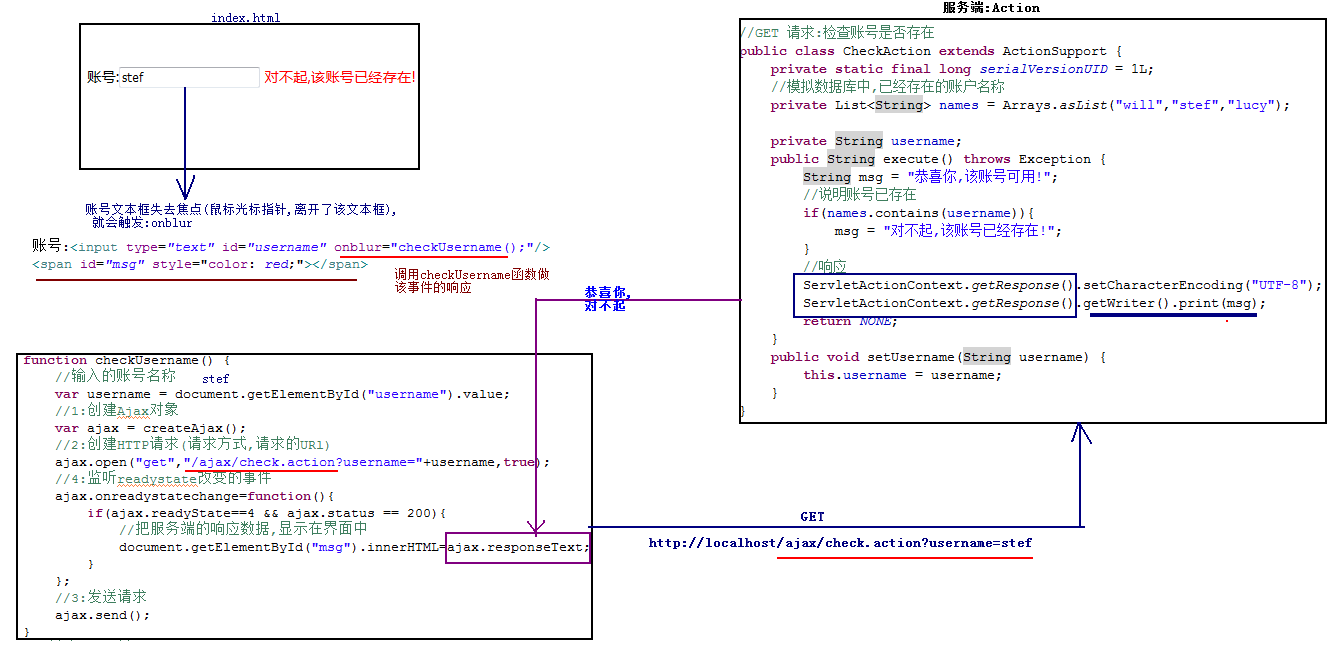 index.html
账号:stef 对不起,该账号已经存在!
账号文本框失去焦点(鼠标光标指针,离开了该文本框),
就会触发:onblur
账号:<input type="text" id="username" onblur="checkUsername();"/>
<span id="msg" style="color: red;"></span>
调用checkUsername函数做
该事件的响应
function checkUsername() {
//输入的账号名称 stef
var username = document.getElementById("username").value;
//1:创建Ajax对象
var ajax = createAjax();
//2:创建HTTP请求(请求方式,请求的URl)
ajax.open("get","/ajax/check.action?username="+username,true);
//4:监听readystate改变的事件
ajax.onreadystatechange=function(){
if(ajax.readyState==4 && ajax.status == 200){
//把服务端的响应数据,显示在界面中
document.getElementById("msg").innerHTML=ajax.responseText;
}
};
//3:发送请求
ajax.send();
}
恭喜你,
对不起
GET
http://localhost/ajax/check.action?username=stef
服务端:Action
//GET 请求:检查账号是否存在
public class CheckAction extends ActionSupport {
private static final long serialVersionUID = 1L;
//模拟数据库中,已经存在的账户名称
private List<String> names = Arrays.asList("will","stef","lucy");
private String username;
public String execute() throws Exception {
String msg = "恭喜你,该账号可用!";
//说明账号已存在
if(names.contains(username)){
msg = "对不起,该账号已经存在!";
}
//响应
ServletActionContext.getResponse().setCharacterEncoding("UTF-8");
ServletActionContext.getResponse().getWriter().print(msg);
return NONE;
}
public void setUsername(String username) {
this.username = username;
}
}